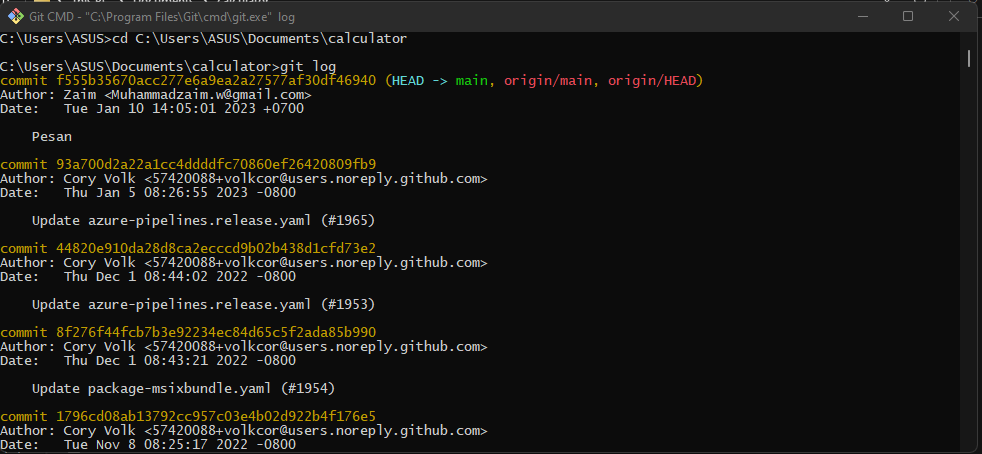 Git CMD - "C:\Program Files\Git\cmd\git.exe" log
C:\Users\ASUS>cd C:\Users\ASUS\Documents\calculator
C:\Users\ASUS\Documents\calculator>git log
commit f555b35670acc277e6a9ea2a27577af30df46940 (HEAD -> main, origin/main, origin/HEAD)
Author: Zaim <Muhammadzaim.w@gmail.com>
Date:   Tue Jan 10 14:05:01 2023 +0700
    Pesan
commit 93a700d2a22a1cc4ddddfc70860ef26420809fb9
Author: Cory Volk <57420088+volkcor@users.noreply.github.com>
Date:   Thu Jan 5 08:26:55 2023 -0800
    Update azure-pipelines.release.yaml (#1965)
commit 44820e910da28d8ca2ecccd9b02b438d1cfd73e2
Author: Cory Volk <57420088+volkcor@users.noreply.github.com>
Date:   Thu Dec 1 08:44:02 2022 -0800
    Update azure-pipelines.release.yaml (#1953)
commit 8f276f44fcb7b3e92234ec84d65c5f2ada85b990
Author: Cory Volk <57420088+volkcor@users.noreply.github.com>
Date:   Thu Dec 1 08:43:21 2022 -0800
    Update package-msixbundle.yaml (#1954)
commit 1796cd08ab13792cc957c03e4b02d922b4f176e5
Author: Cory Volk <57420088+volkcor@users.noreply.github.com>
Date:   Tue Nov 8 08:25:17 2022 -0800